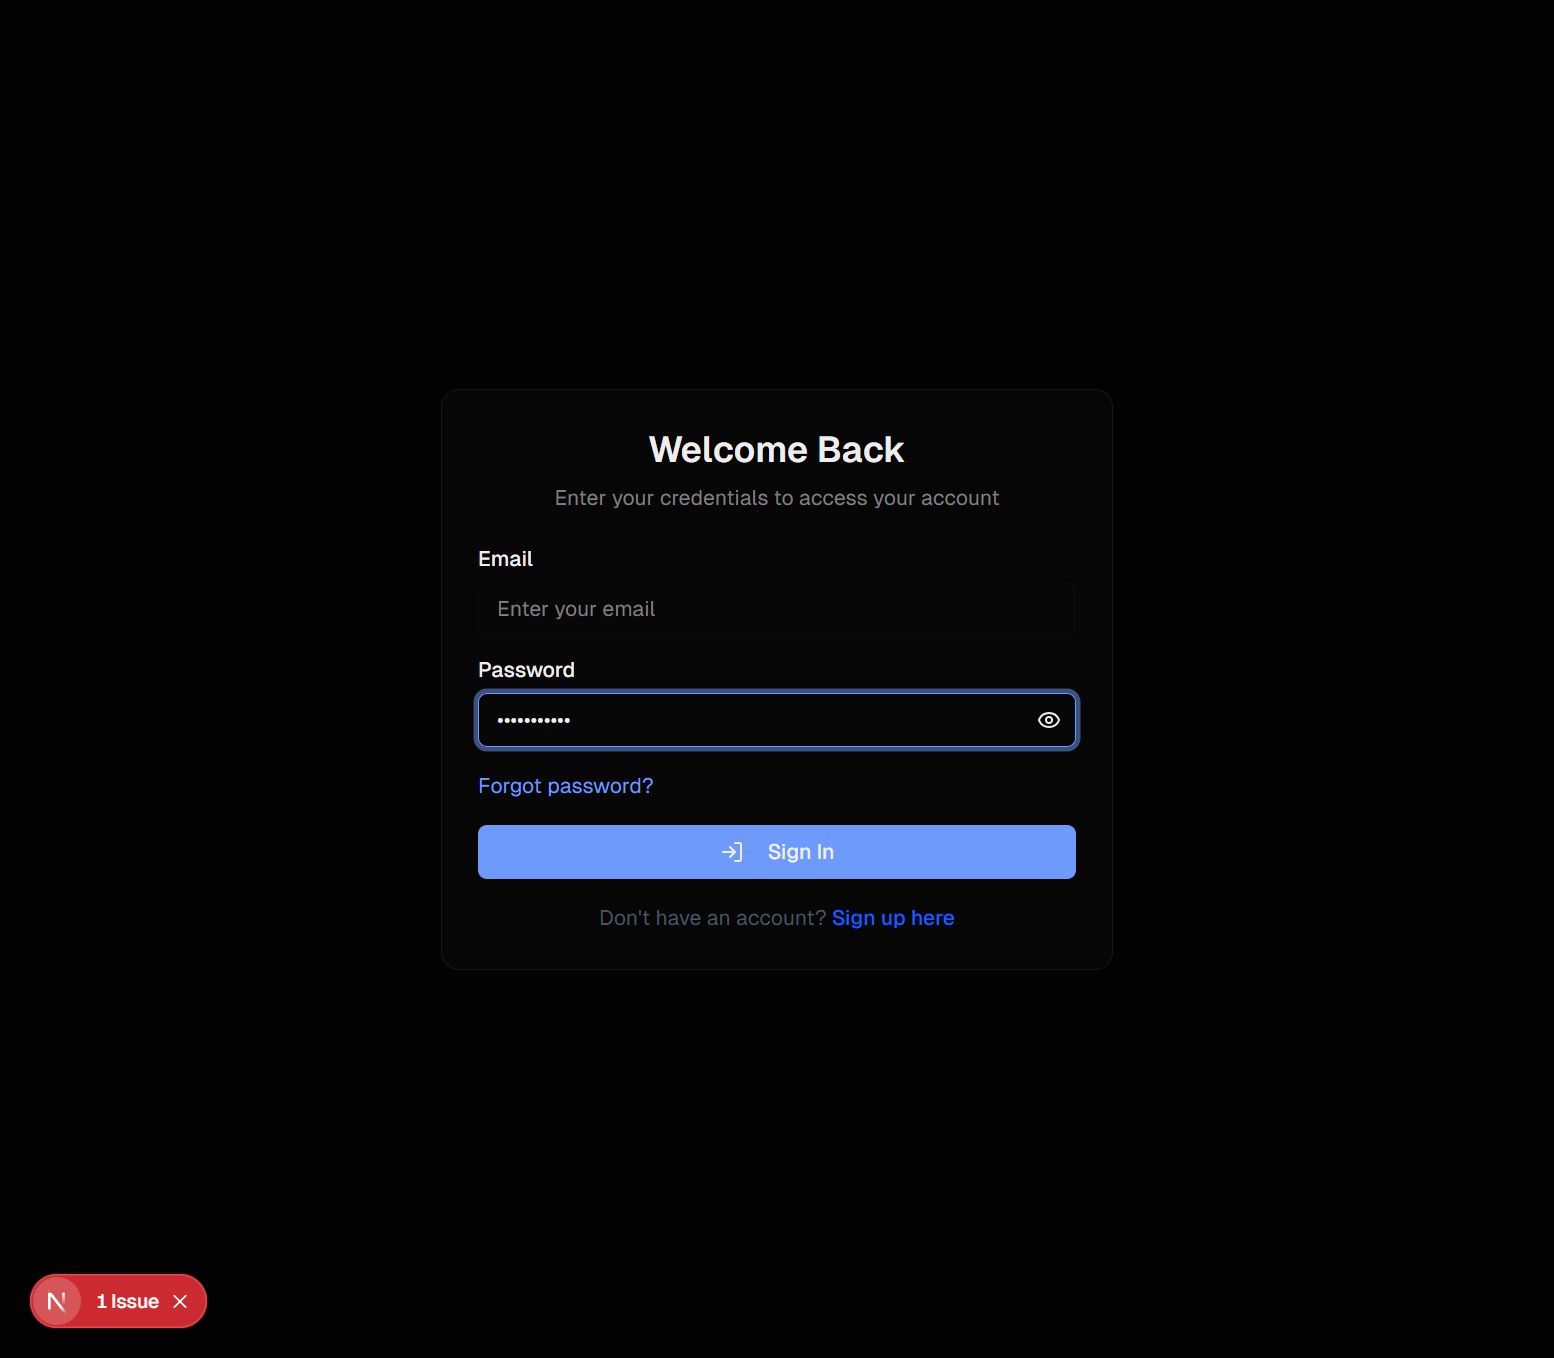 Welcome Back
Enter your credentials to access your account
Email
Enter your email
Password
•••••••••••
Forgot password?
Sign In
Don't have an account? Sign up here
N 1 Issue